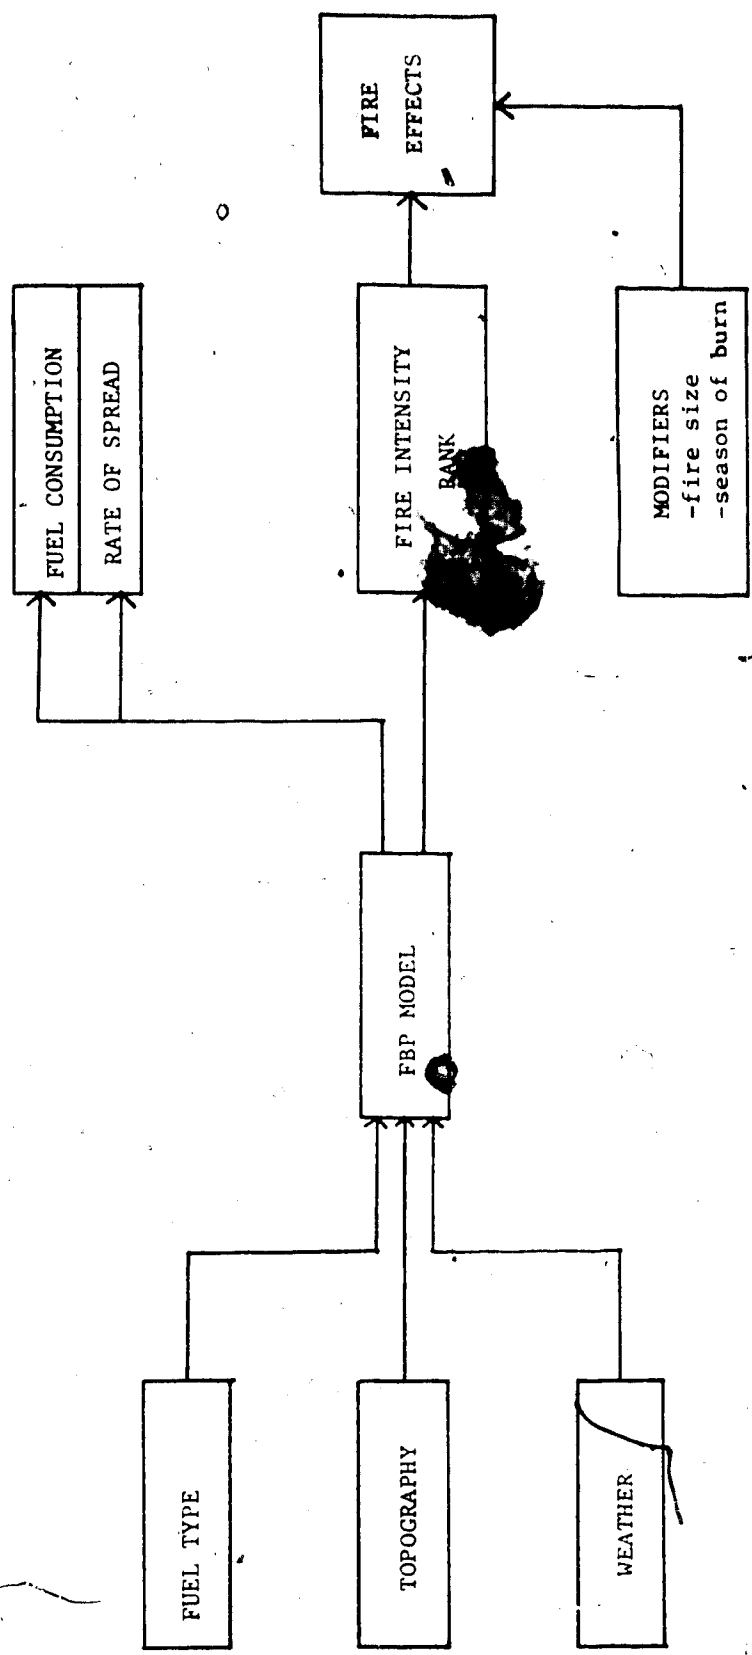 FUEL TYPE
TOPOGRAPHY
WEATHER
FBP MODEL
FUEL CONSUMPTION
RATE OF SPREAD
FIRE INTENSITY
RANK
MODIFIERS
-fire size
-season of burn
FIRE
EFFECTS